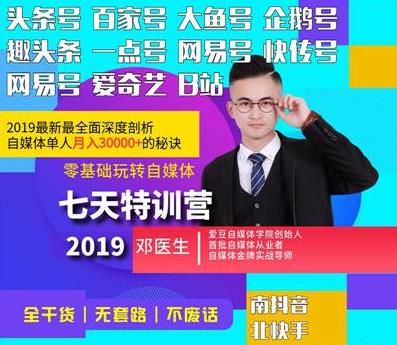 头条号 百家号 大鱼号 企鹅号
趣头条 一点号 网易号 快传号
网易号 爱奇艺 B站
2019最新最全面深度剖析
自媒体单人月入30000+的秘诀
零基础玩转自媒体
七天特训营
2019 邓医生
爱豆自媒体学院创始人
首批自媒体从业者
自媒体金牌实战导师
全干货 | 无套路 | 不废话
南抖音
北快手